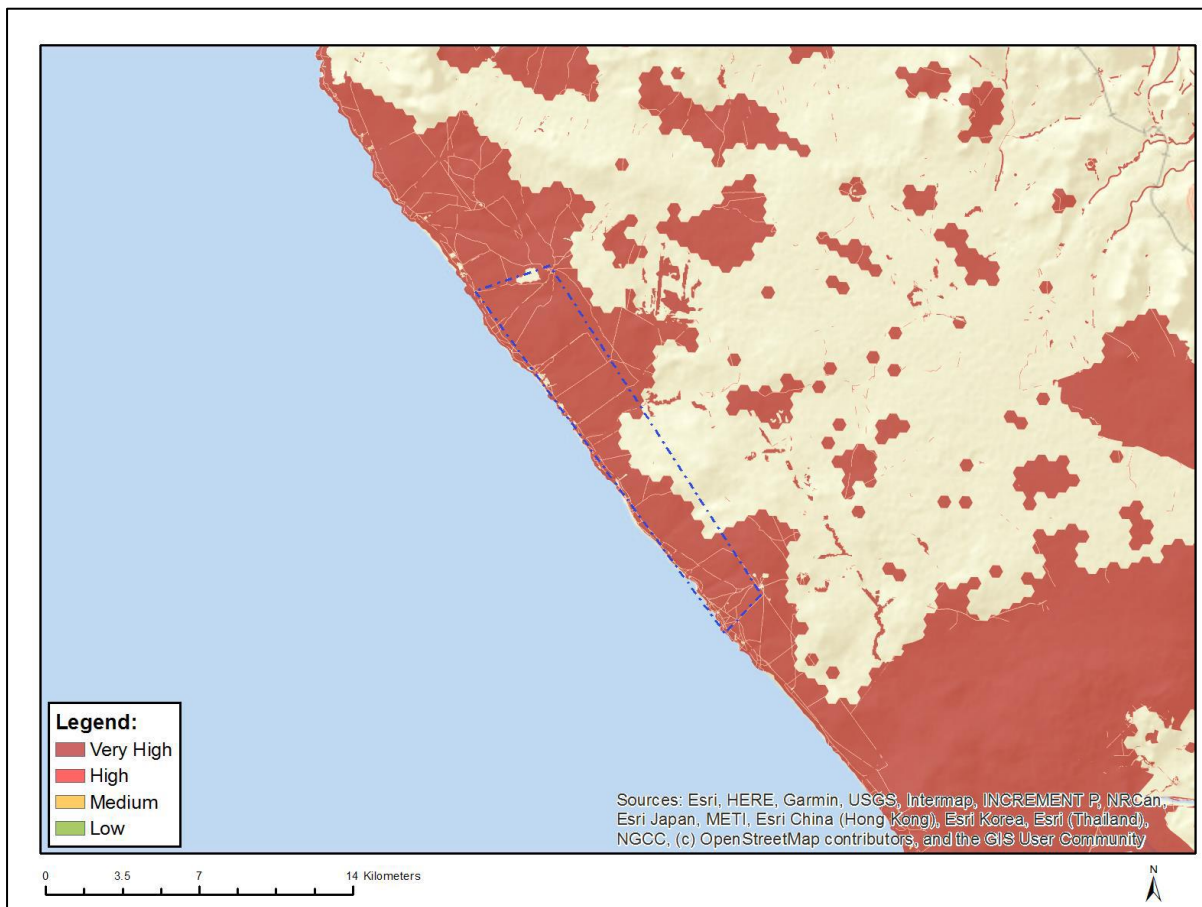 Legend:
Very High
High
Medium
Low
Sources: Esri, HERE, Garmin, USGS, Intermap, INCREMENT P, NRCan,
Esri Japan, METI, Esri China (Hong Kong), Esri Korea, Esri (Thailand),
NGCC, (c) OpenStreetMap contributors, and the GIS User Community
0 3.5 7 14 Kilometers
N